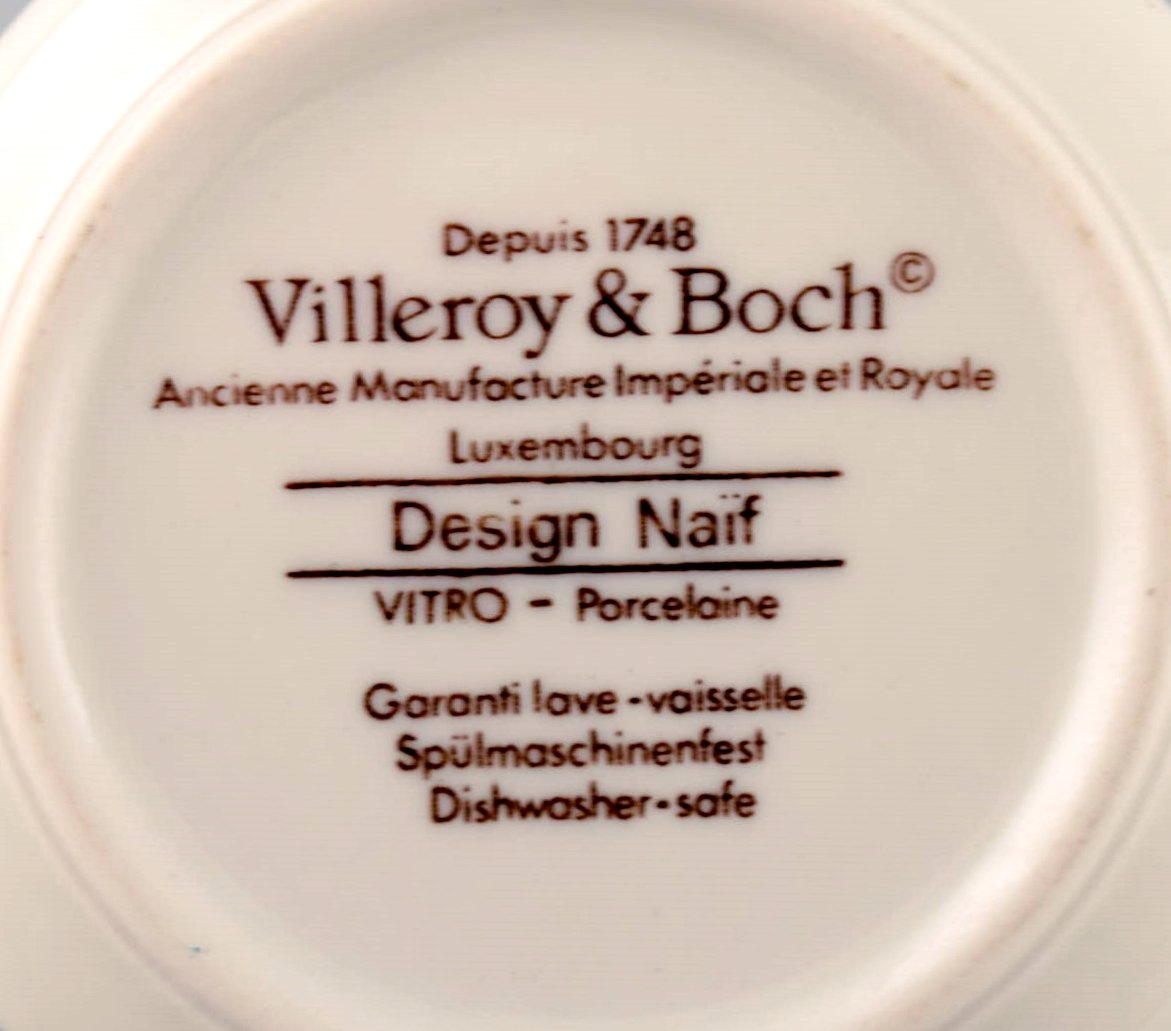 Depuis 1748
Villeroy & Boch©
Ancienne Manufacture Impériale et Royale
Luxembourg
Design Naïf
VITRO - Porcelaine
Garanti lave-vaisselle
Spülmaschinenfest
Dishwasher-safe